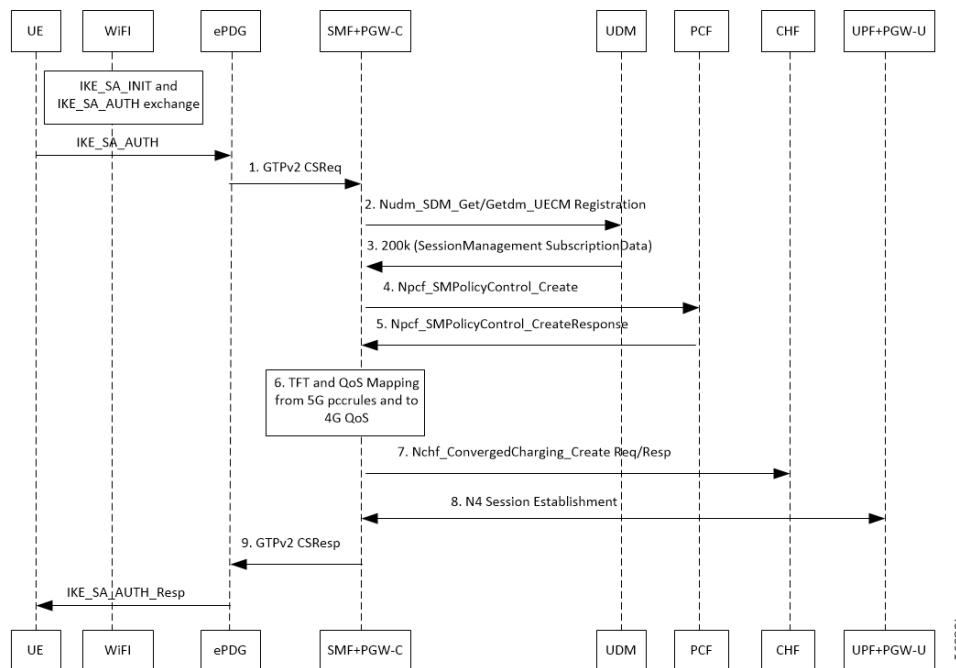 UE WiFI ePDG SMF+PGW-C UDM PCF CHF UPF+PGW-U
IKE_SA_INIT and
IKE_SA_AUTH exchange
IKE_SA_AUTH
1. GTPv2 CSReq
2. Nudm_SDM_Get/Getdm_UECM Registration
3. 200k (SessionManagement SubscriptionData)
4. Npcf_SMPolicyControl_Create
5. Npcf_SMPolicyControl_CreateResponse
6. TFT and QoS Mapping
from 5G pccrules and to
4G QoS
7. Nchf_ConvergedCharging_Create Req/Resp
8. N4 Session Establishment
9. GTPv2 CSResp
IKE_SA_AUTH_Resp
UE WiFI ePDG SMF+PGW-C UDM PCF CHF UPF+PGW-U